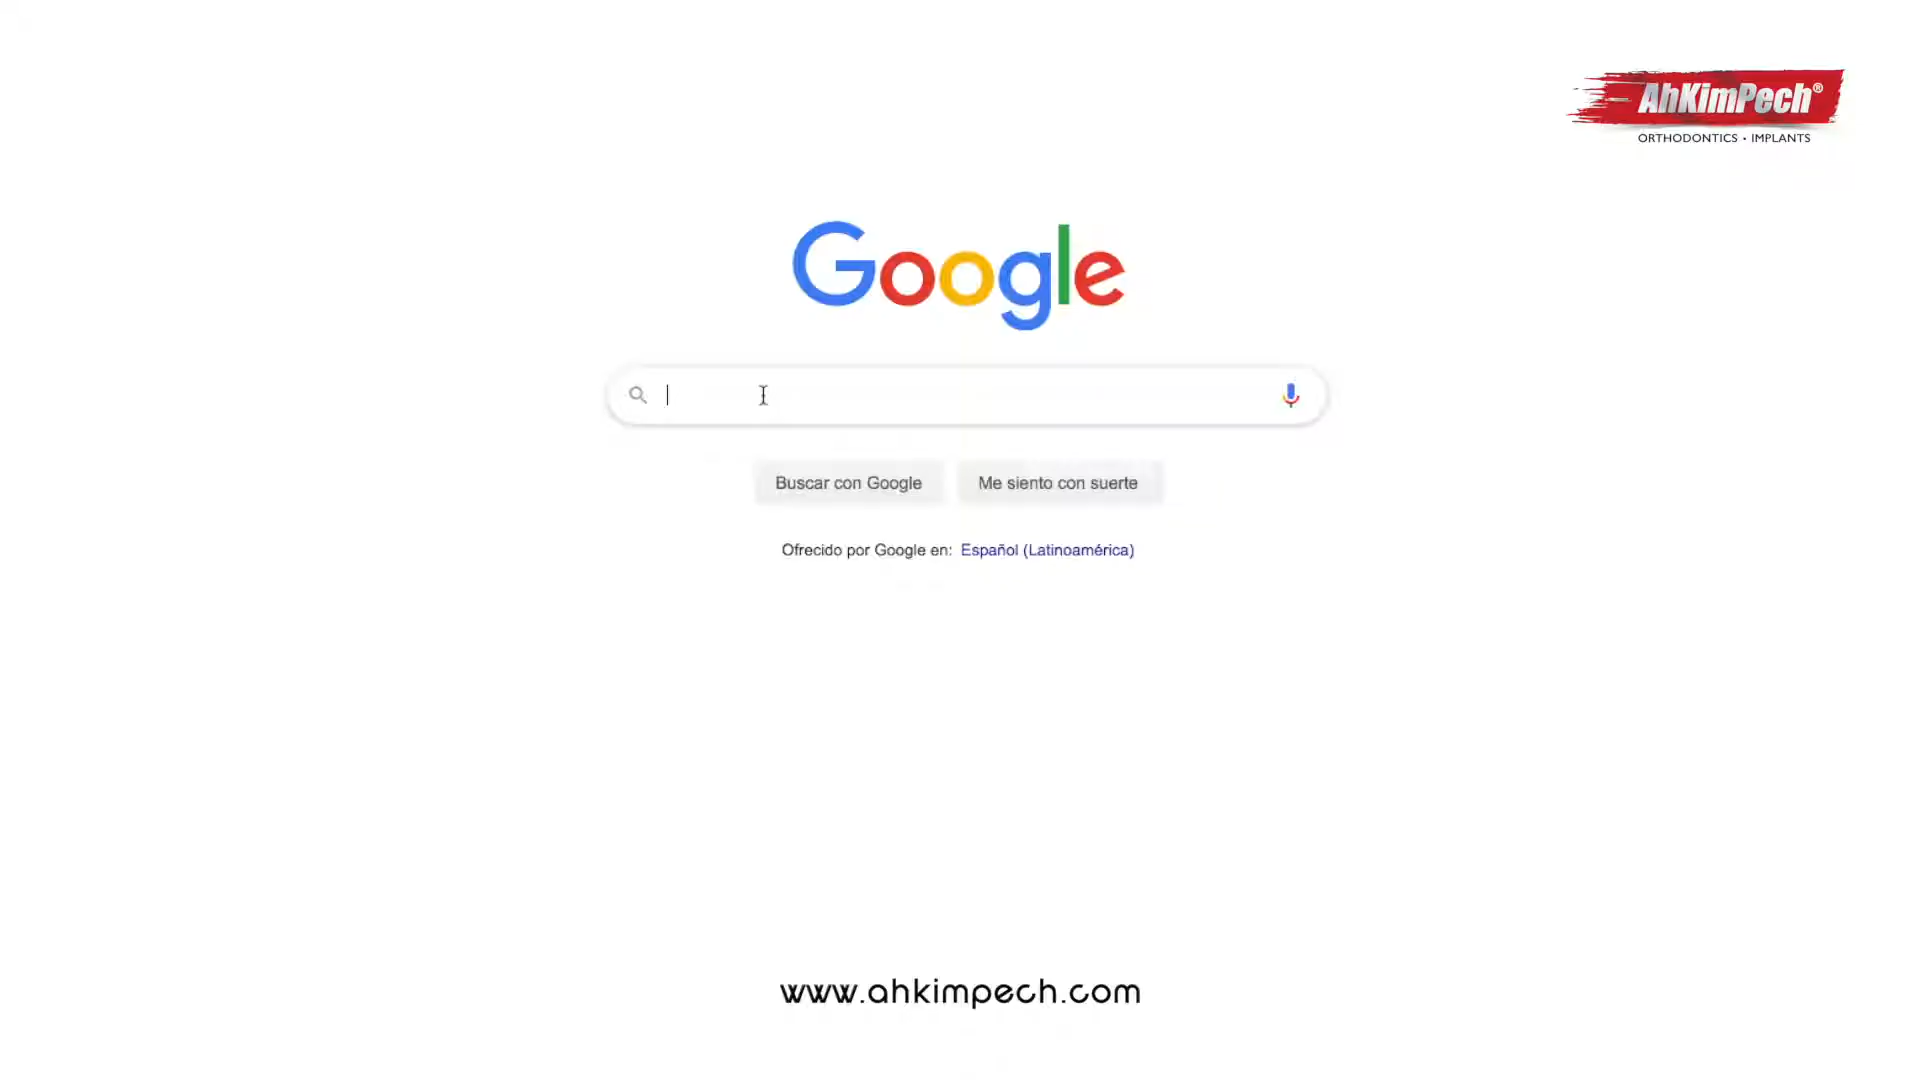 AhKimPech®
ORTHODONTICS • IMPLANTS
Google
Buscar con Google
Me siento con suerte
Ofrecido por Google en: Español (Latinoamérica)
www.ahkimpech.com